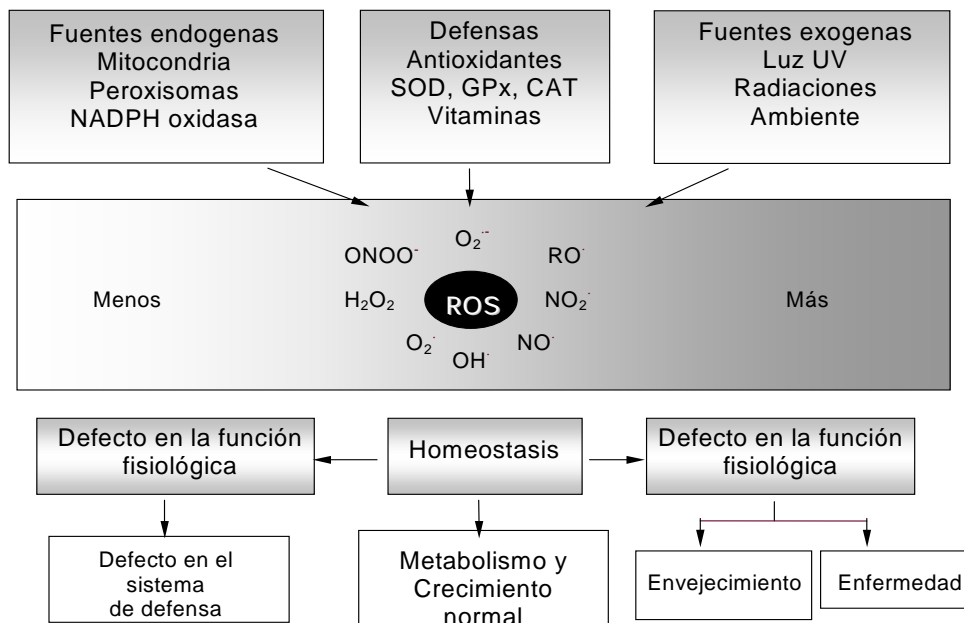 Fuentes endogenas
Mitocondria
Peroxisomas
NADPH oxidasa
Defensas
Antioxidantes
SOD, GPx, CAT
Vitaminas
Fuentes exogenas
Luz UV
Radiaciones
Ambiente
Menos
ONOO⁻
O₂˙⁻
RO˙
H₂O₂
ROS
NO₂˙
O₂˙
OH˙
NO˙
Más
Defecto en la función
fisiológica
Homeostasis
Defecto en la función
fisiológica
Defecto en el
sistema
de defensa
Metabolismo y
Crecimiento
normal
Envejecimiento
Enfermedad